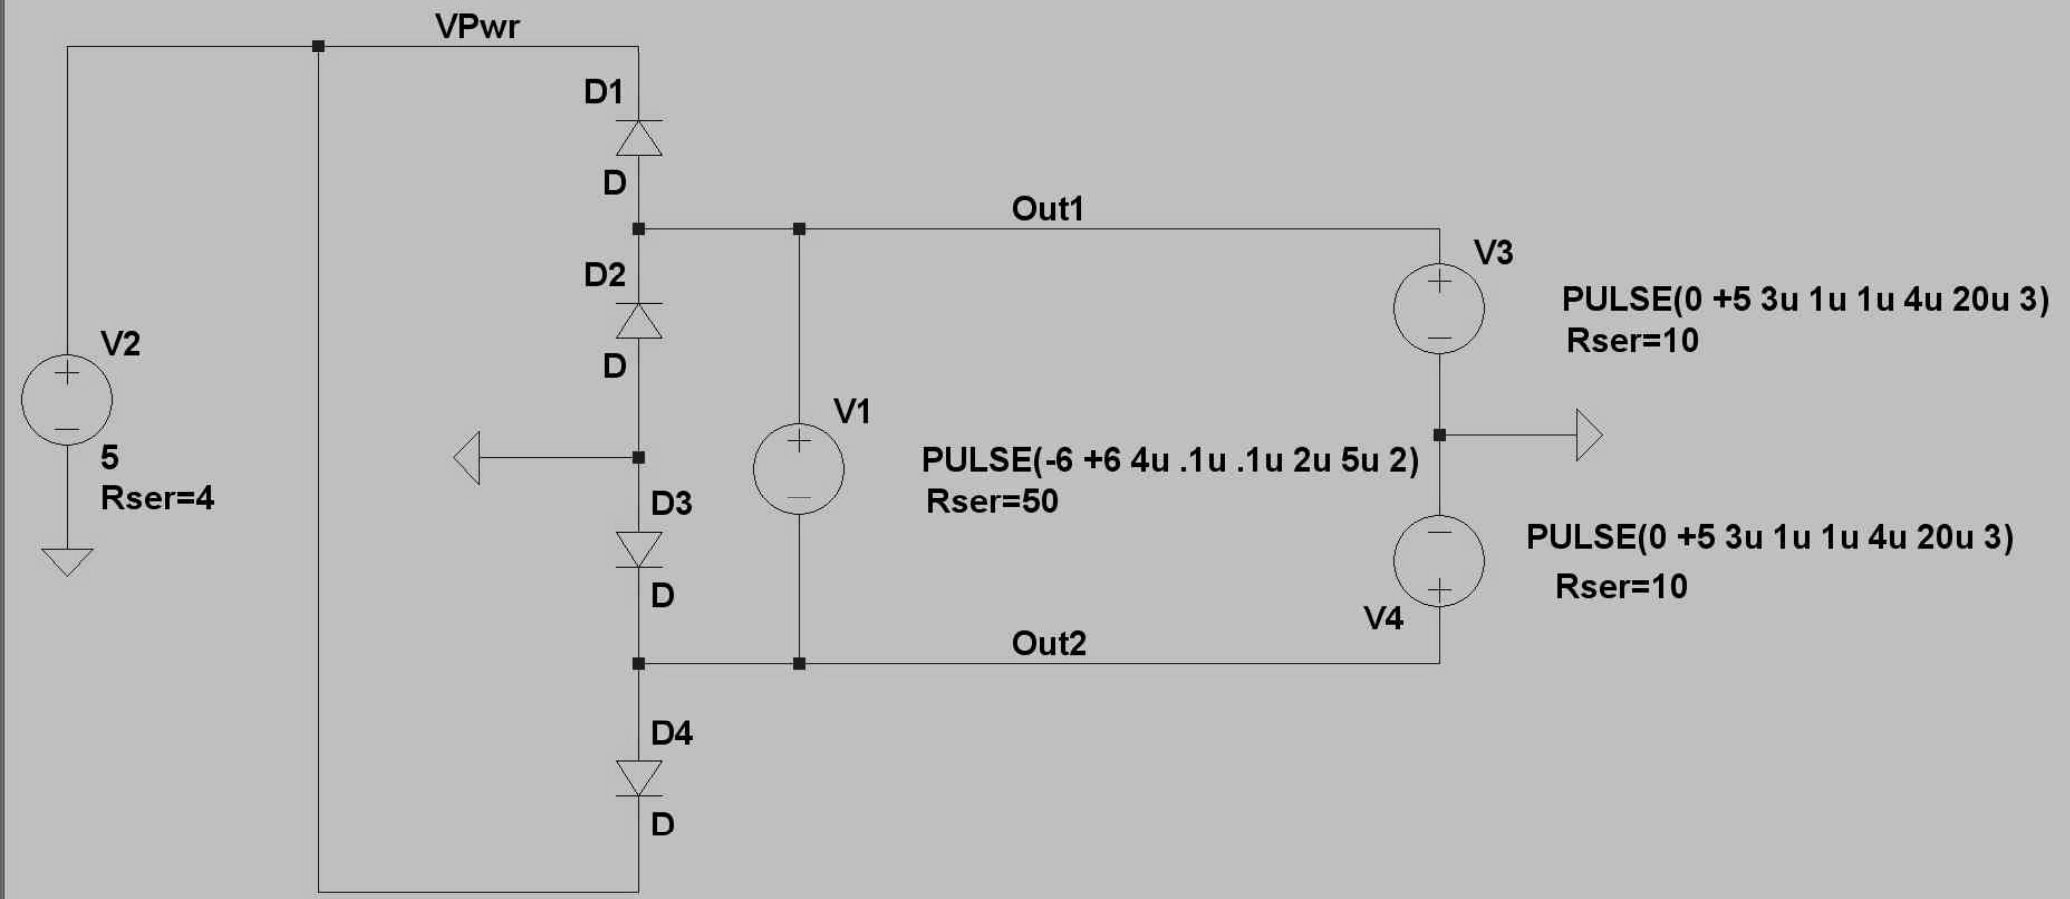 VPwr
D1
D
Out1
V3
D2
PULSE(0 +5 3u 1u 1u 4u 20u 3)
Rser=10
V2
D
V1
5
PULSE(-6 +6 4u .1u .1u 2u 5u 2)
Rser=4
D3
Rser=50
PULSE(0 +5 3u 1u 1u 4u 20u 3)
D
Rser=10
V4
Out2
D4
D